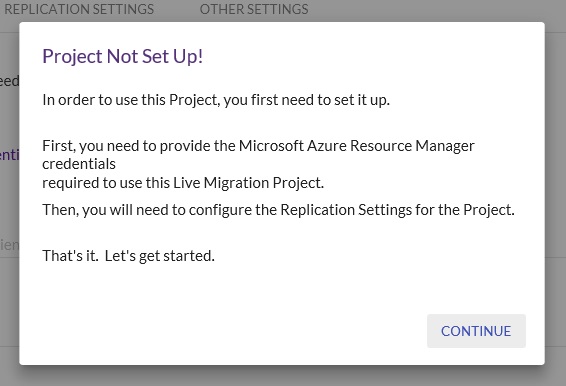 REPLICATION SETTINGS OTHER SETTINGS
Project Not Set Up!
In order to use this Project, you first need to set it up.
First, you need to provide the Microsoft Azure Resource Manager
credentials
required to use this Live Migration Project.
Then, you will need to configure the Replication Settings for the Project.
That's it. Let's get started.
CONTINUE